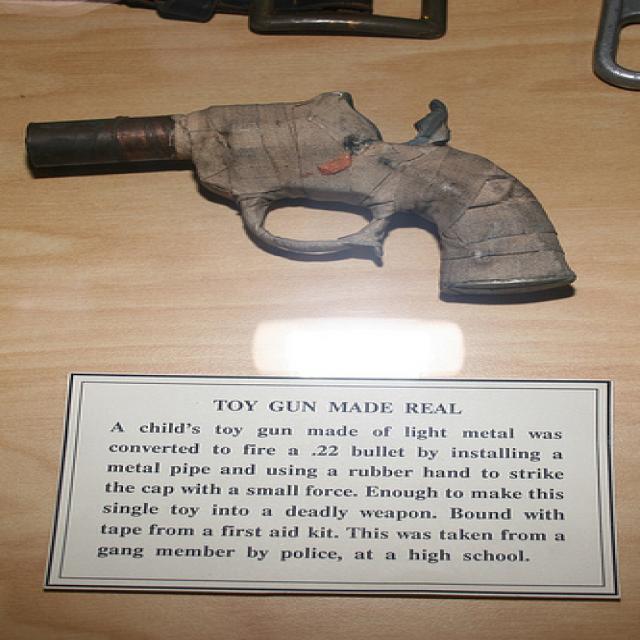 TOY GUN MADE REAL
A child's toy gun made of light metal was
converted to fire a .22 bullet by installing a
metal pipe and using a rubber hand to strike
the cap with a small force. Enough to make this
single toy into a deadly weapon. Bound with
tape from a first aid kit. This was taken from a
gang member by police, at a high school.